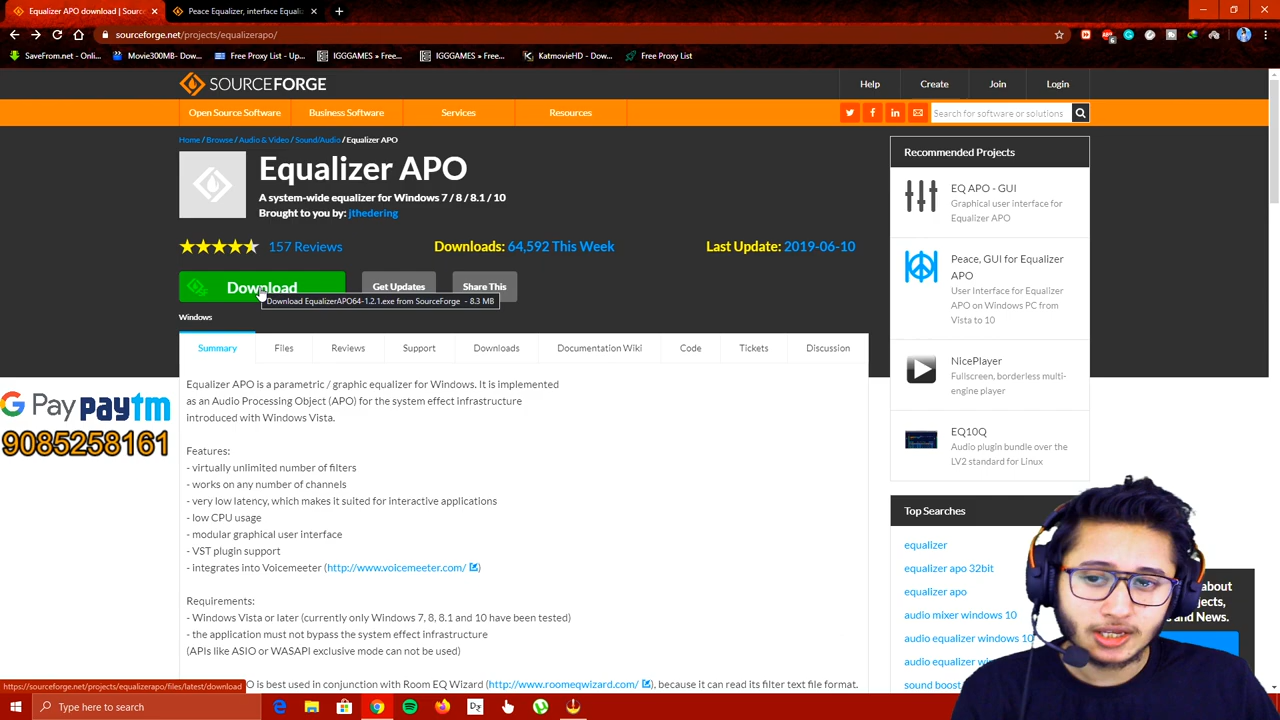 Equalizer APO download | Sourc
Peace Equalizer, interface Equali
sourceforge.net/projects/equalizerapo/
SaveFrom.net - Onli...
Movie300MB- Dow...
Free Proxy List - Up...
IGGGAMES » Free...
IGGGAMES » Free...
KatmovieHD - Dow...
Free Proxy List
SOURCEFORGE
Help
Create
Join
Login
Open Source Software
Business Software
Services
Resources
Search for software or solutions
Home / Browse / Audio & Video / Sound/Audio / Equalizer APO
Equalizer APO
A system-wide equalizer for Windows 7 / 8 / 8.1 / 10
Brought to you by: jthedering
157 Reviews
Downloads: 64,592 This Week
Last Update: 2019-06-10
Download
Get Updates
Share This
Download EqualizerAPO64-1.2.1.exe from SourceForge - 8.3 MB
Windows
Summary
Files
Reviews
Support
Downloads
Documentation Wiki
Code
Tickets
Discussion
Equalizer APO is a parametric / graphic equalizer for Windows. It is implemented
as an Audio Processing Object (APO) for the system effect infrastructure
introduced with Windows Vista.
Features:
- virtually unlimited number of filters
- works on any number of channels
- very low latency, which makes it suited for interactive applications
- low CPU usage
- modular graphical user interface
- VST plugin support
- integrates into Voicemeeter (http://www.voicemeeter.com/)
Requirements:
- Windows Vista or later (currently only Windows 7, 8, 8.1 and 10 have been tested)
- the application must not bypass the system effect infrastructure
(APIs like ASIO or WASAPI exclusive mode can not be used)
O is best used in conjunction with Room EQ Wizard (http://www.roomeqwizard.com/), because it can read its filter text file format.
Recommended Projects
EQ APO - GUI
Graphical user interface for
Equalizer APO
Peace, GUI for Equalizer
APO
User Interface for Equalizer
APO on Windows PC from
Vista to 10
NicePlayer
Fullscreen, borderless multi-
engine player
EQ10Q
Audio plugin bundle over the
LV2 standard for Linux
Top Searches
equalizer
equalizer apo 32bit
equalizer apo
audio mixer windows 10
audio equalizer windows 10
audio equalizer wi
sound boost
about
jects,
s and News.
G Pay paytm
9085258161
https://sourceforge.net/projects/equalizerapo/files/latest/download
Type here to search